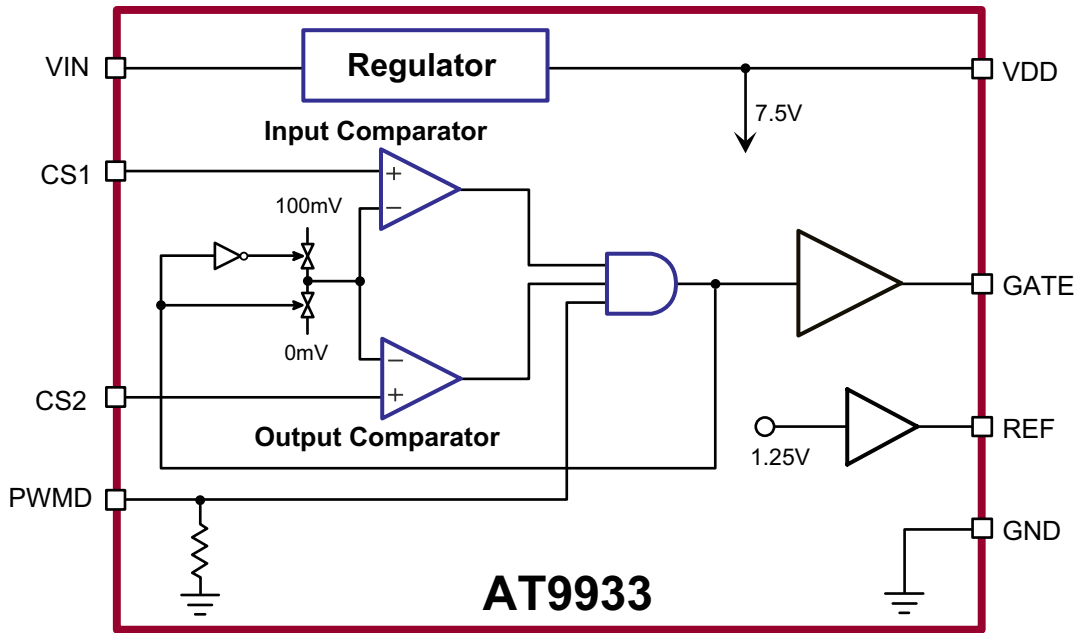 VIN
Regulator
VDD
7.5V
Input Comparator
CS1
+
−
100mV
GATE
0mV
−
+
CS2
Output Comparator
REF
1.25V
PWMD
GND
AT9933